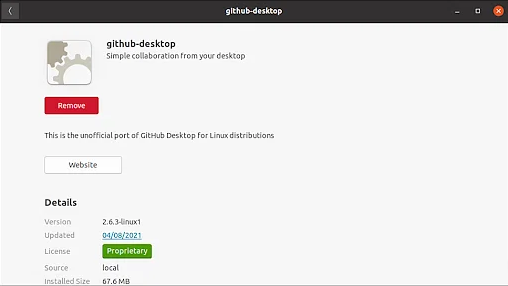 github-desktop
github-desktop
Simple collaboration from your desktop
Remove
This is the unofficial port of GitHub Desktop for Linux distributions
Website
Details
Version 2.6.3-linux1
Updated 04/08/2021
License Proprietary
Source local
Installed Size 67.6 MB